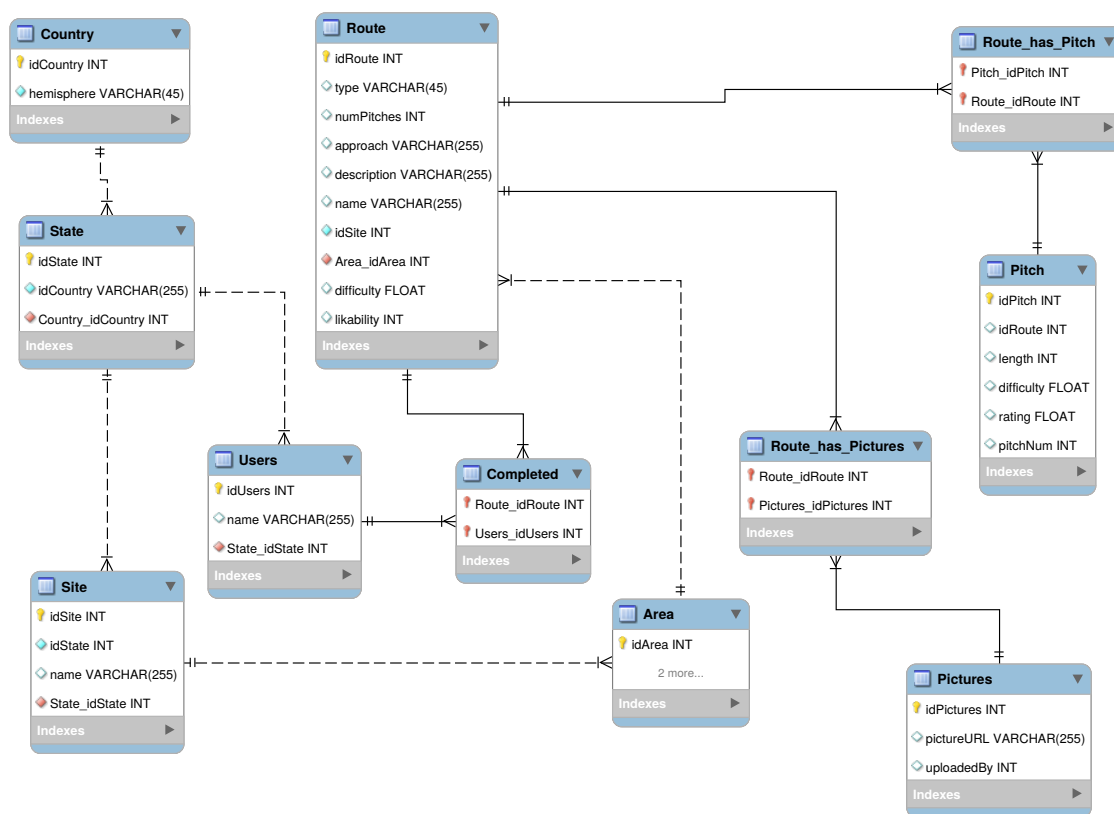 Country
idCountry INT
hemisphere VARCHAR(45)
Indexes
State
idState INT
idCountry VARCHAR(255)
Country_idCountry INT
Indexes
Site
idSite INT
idState INT
name VARCHAR(255)
State_idState INT
Indexes
Users
idUsers INT
name VARCHAR(255)
State_idState INT
Indexes
Route
idRoute INT
type VARCHAR(45)
numPitches INT
approach VARCHAR(255)
description VARCHAR(255)
name VARCHAR(255)
idSite INT
Area_idArea INT
difficulty FLOAT
likability INT
Indexes
Completed
Route_idRoute INT
Users_idUsers INT
Indexes
Area
idArea INT
2 more...
Indexes
Route_has_Pictures
Route_idRoute INT
Pictures_idPictures INT
Indexes
Route_has_Pitch
Pitch_idPitch INT
Route_idRoute INT
Indexes
Pitch
idPitch INT
idRoute INT
length INT
difficulty FLOAT
rating FLOAT
pitchNum INT
Indexes
Pictures
idPictures INT
pictureURL VARCHAR(255)
uploadedBy INT
Indexes